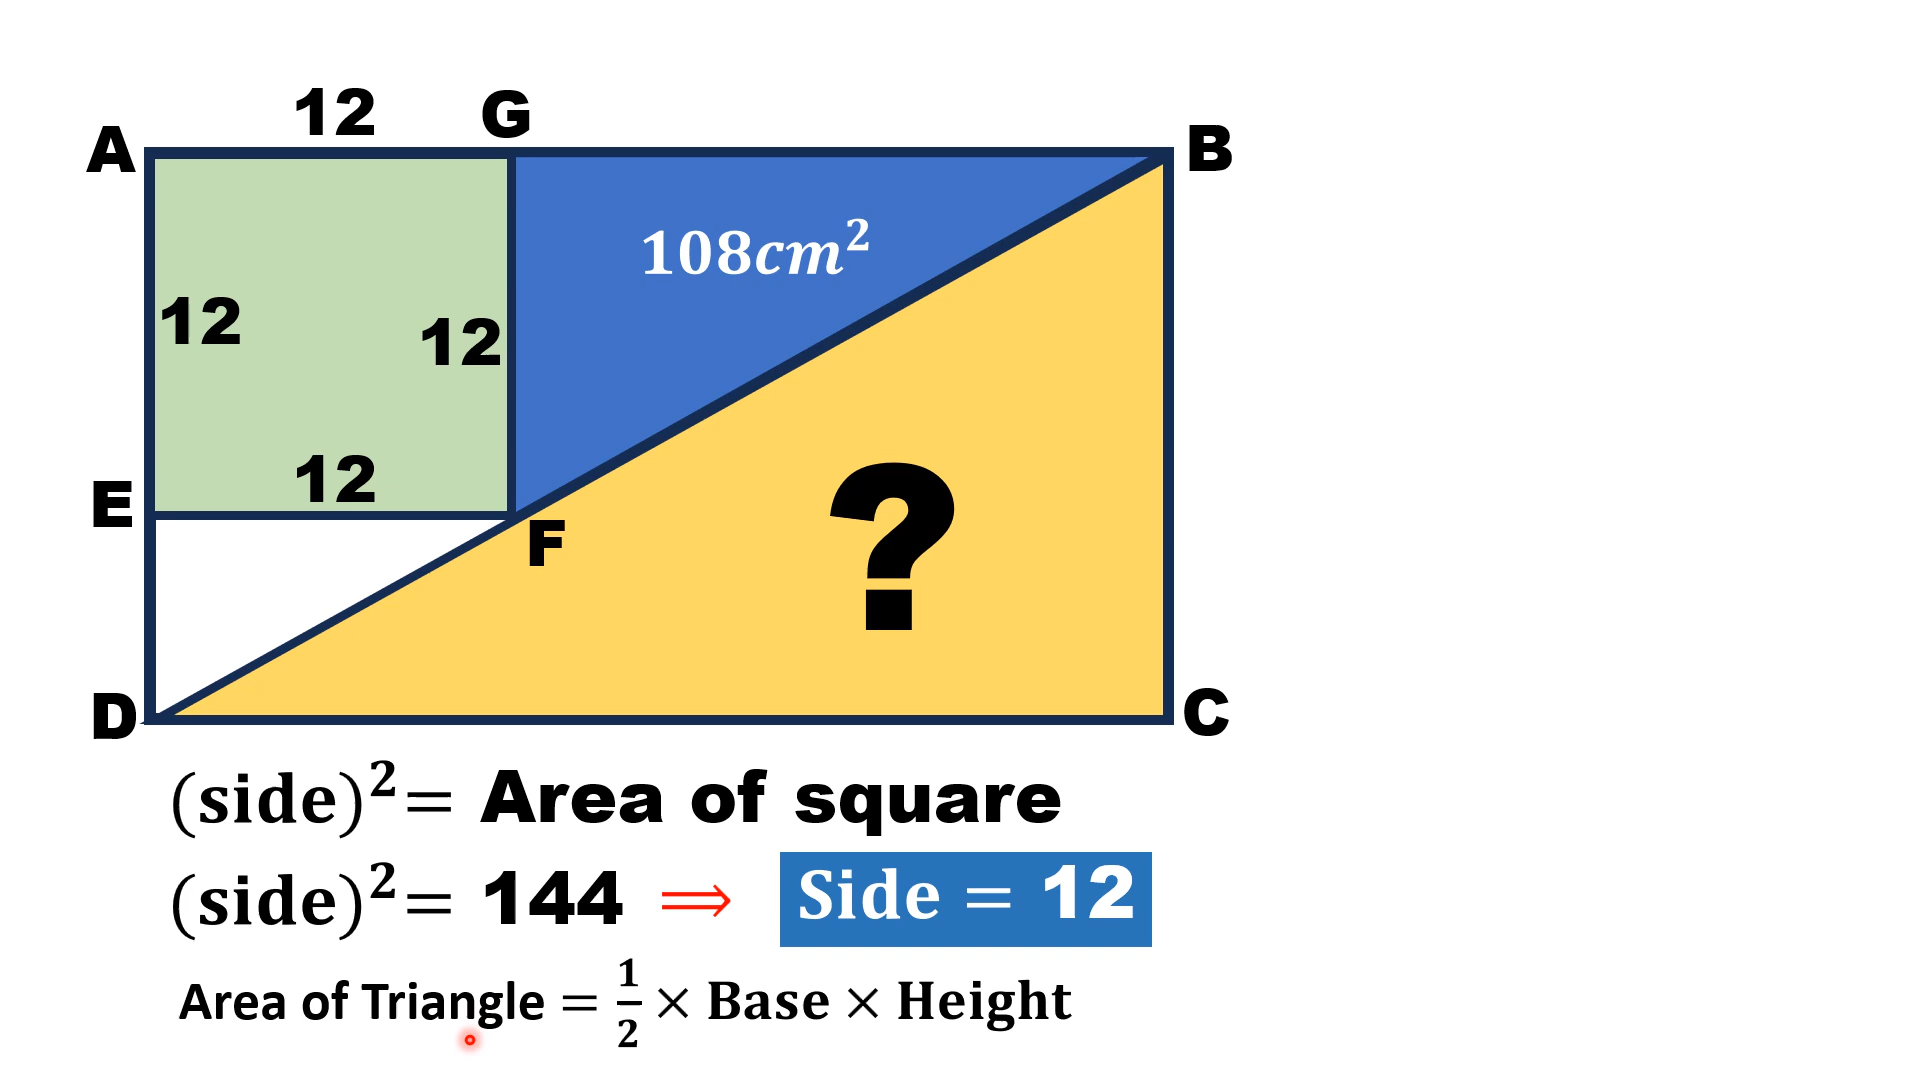 12 G
A B
108cm²
12 12
12
E F
?
D C
(side)²= Area of square
(side)²= 144 ⟹ Side = 12
Area of Triangle = 1/2 × Base × Height